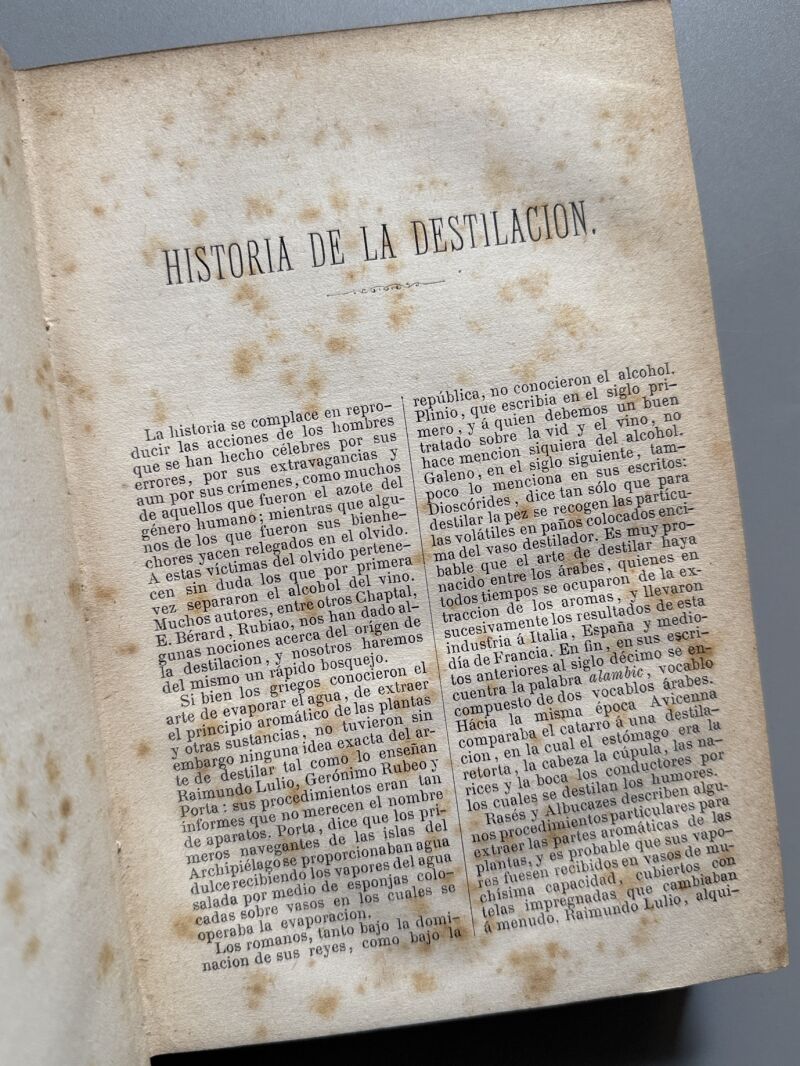 HISTORIA DE LA DESTILACION.
La historia se complace en repro-
ducir las acciones de los hombres
que se han hecho célebres por sus
errores, por sus extravagancias y
aun por sus crímenes, como muchos
de aquellos que fueron el azote del
género humano; mientras que algu-
nos de los que fueron sus bienhe-
chores yacen relegados en el olvido.
A estas víctimas del olvido pertene-
cen sin duda los que por primera
vez separaron el alcohol del vino.
Muchos autores, entre otros Chaptal,
E. Bérard, Rubiao, nos han dado al-
gunas nociones acerca del orígen de
la destilacion, y nosotros haremos
del mismo un rápido bosquejo.
Si bien los griegos conocieron el
arte de evaporar el agua, de extraer
el principio aromático de las plantas
y otras sustancias, no tuvieron sin
embargo ninguna idea exacta del ar-
te de destilar tal como lo enseñan
Raimundo Lulio, Gerónimo Rubeo y
Porta: sus procedimientos eran tan
informes que no merecen el nombre
de aparatos. Porta, dice que los pri-
meros navegantes de las islas del
Archipiélago se proporcionaban agua
dulce recibiendo los vapores del agua
salada por medio de esponjas colo-
cadas sobre vasos en los cuales se
operaba la evaporacion.
Los romanos, tanto bajo la domi-
nacion de sus reyes, como bajo la
república, no conocieron el alcohol.
Plinio, que escribia en el siglo pri-
mero, y á quien debemos un buen
tratado sobre la vid y el vino, no
hace mencion siquiera del alcohol.
Galeno, en el siglo siguiente, tam-
poco lo menciona en sus escritos:
Dioscórides, dice tan sólo que para
destilar la pez se recogen las partícu-
las volátiles en paños colocados enci-
ma del vaso destilador. Es muy pro-
bable que el arte de destilar haya
nacido entre los árabes, quienes en
todos tiempos se ocuparon de la ex-
traccion de los aromas, y llevaron
sucesivamente los resultados de esta
industria á Italia, España y medio-
día de Francia. En fin, en sus escri-
tos anteriores al siglo décimo se en-
cuentra la palabra alambic, vocablo
compuesto de dos vocablos árabes.
Hácia la misma época Avicenna
comparaba el catarro á una destila-
cion, en la cual el estómago era la
retorta, la cabeza la cúpula, las na-
rices y la boca los conductores por
los cuales se destilan los humores.
Rasés y Albucazes describen algu-
nos procedimientos particulares para
extraer las partes aromáticas de las
plantas, y es probable que sus vapo-
res fuesen recibidos en vasos de mu-
chísima capacidad, cubiertos con
telas impregnadas que cambiaban
á menudo. Raimundo Lulio, alqui-